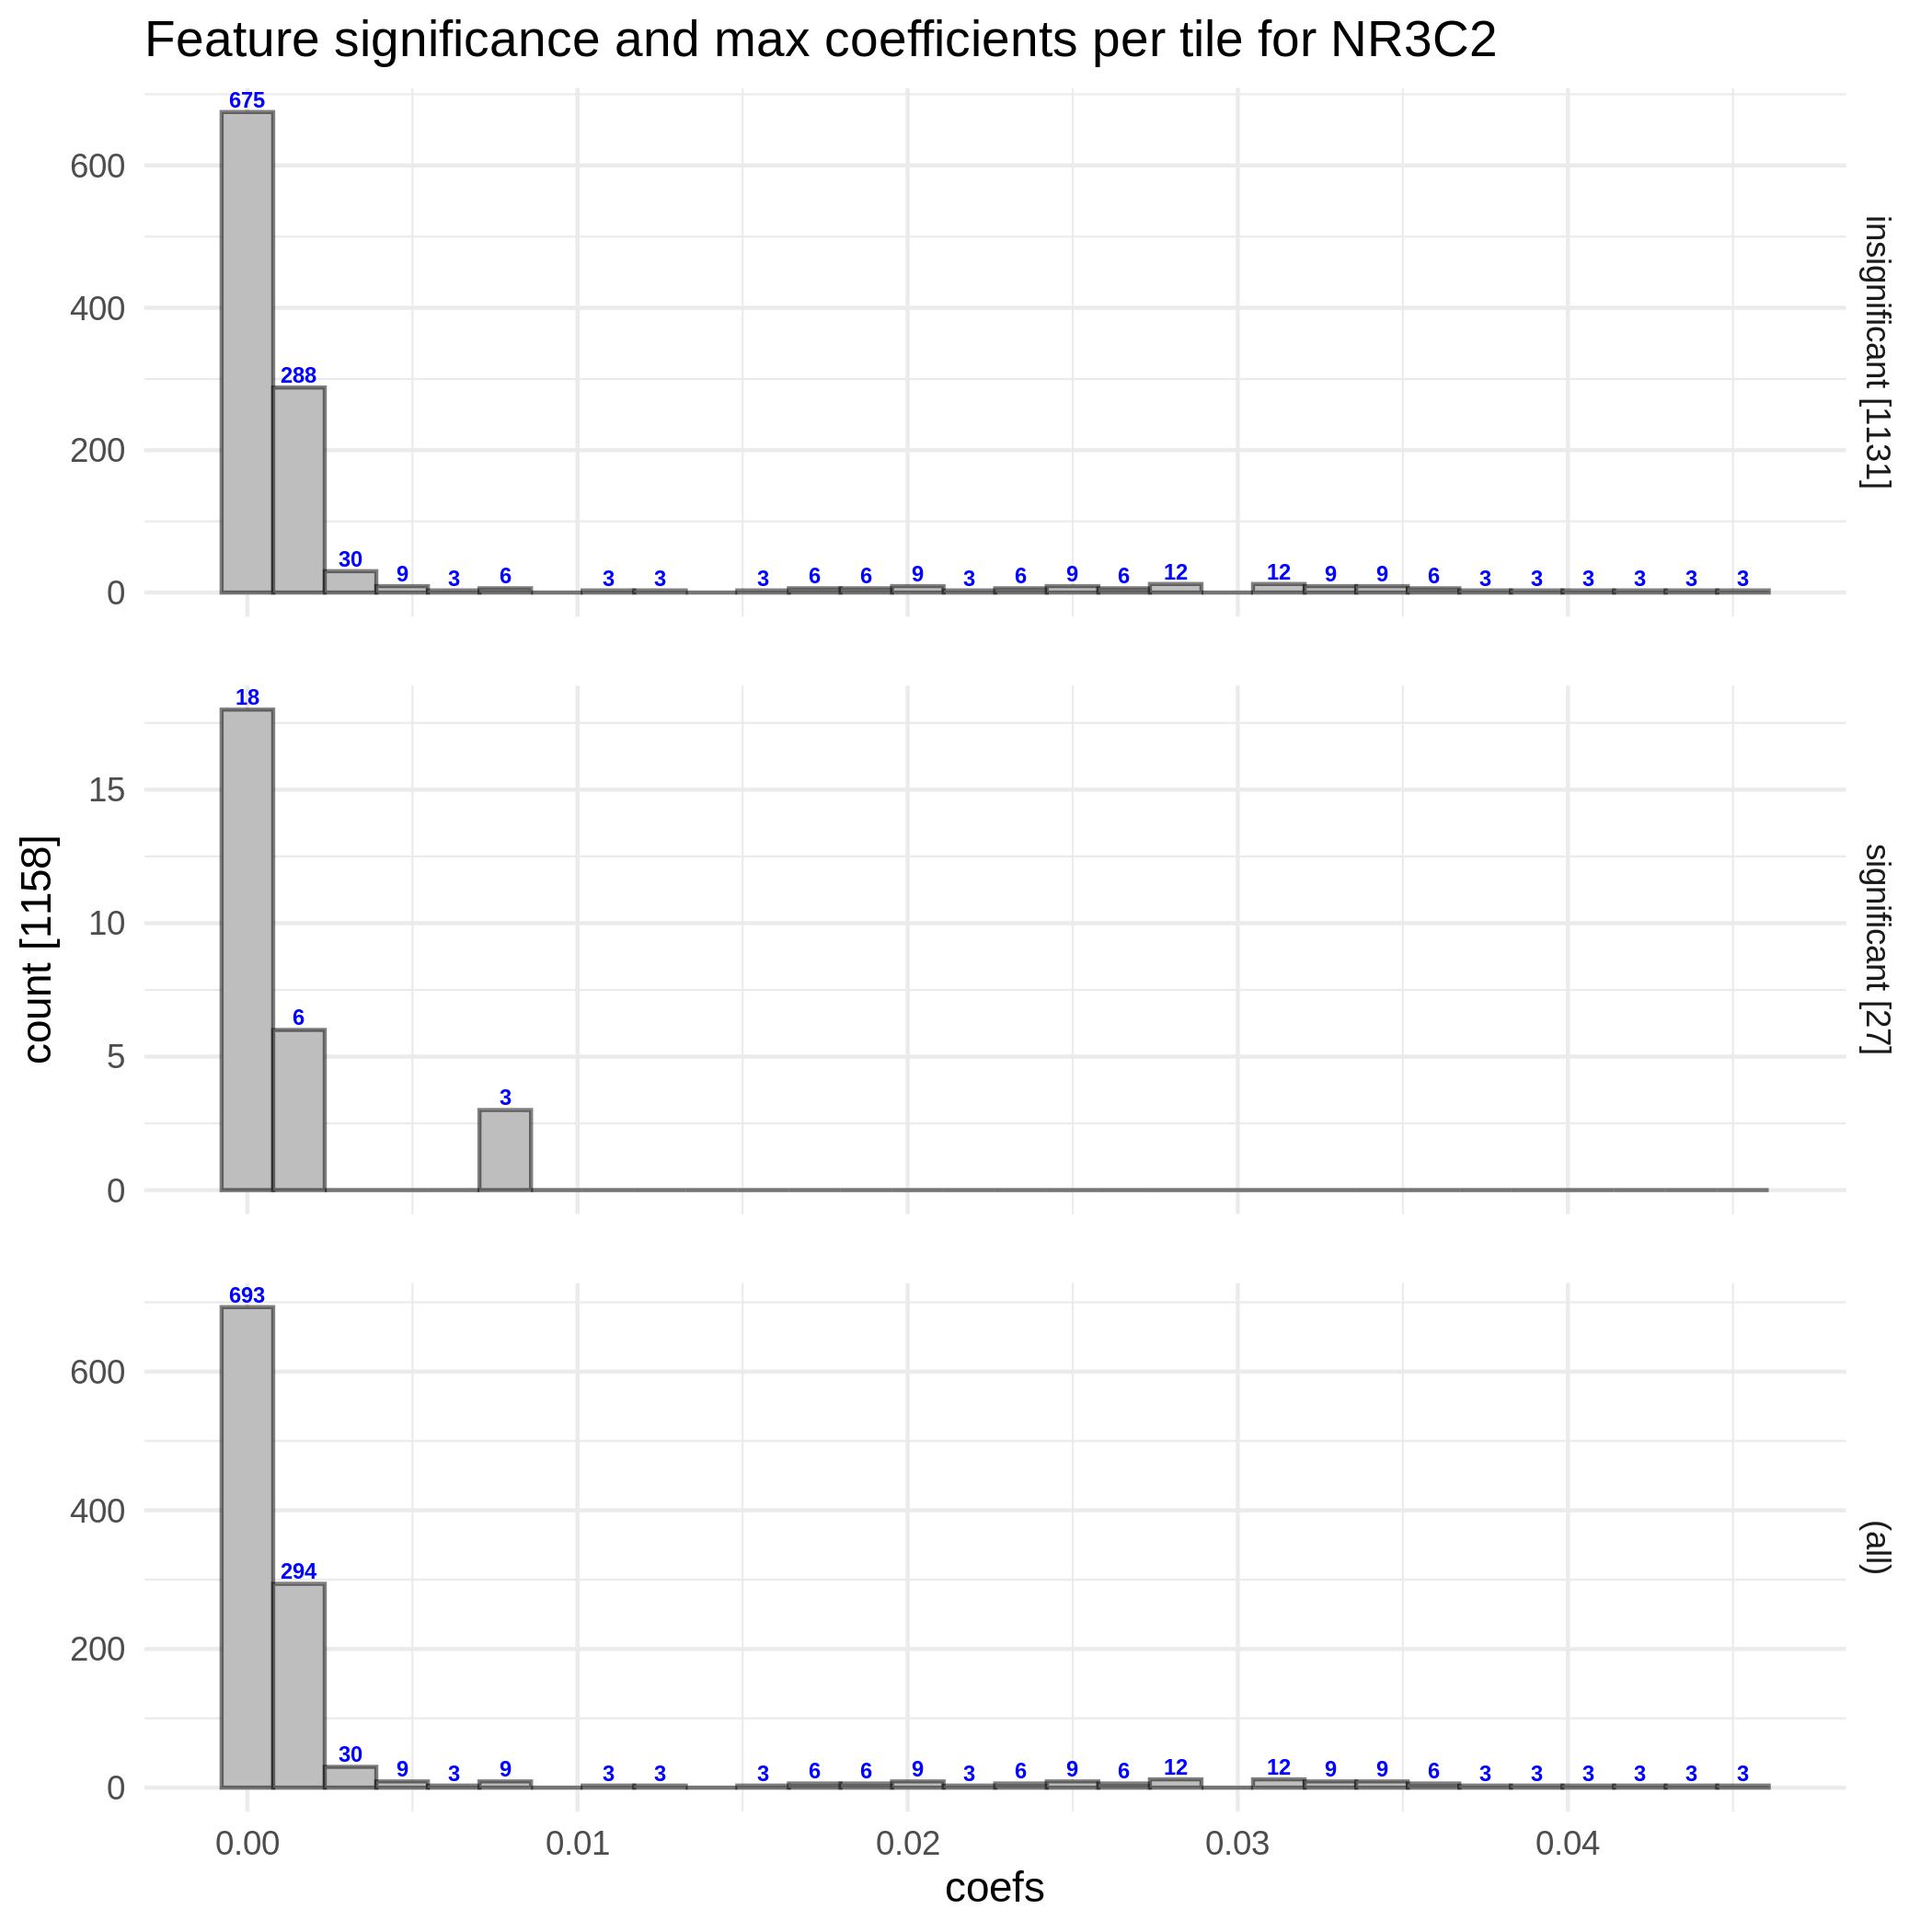 Feature significance and max coefficients per tile for NR3C2
675
600
400
288
200
30 9 3 6 3 3 3 6 6 9 3 6 9 6 12 12 9 9 6 3 3 3 3 3 3
0
insignificant [1131]
18
15
10
6
5
3
0
significant [27]
count [1158]
693
600
400
294
200
30 9 3 9 3 3 3 6 6 9 3 6 9 6 12 12 9 9 6 3 3 3 3 3 3
0
(all)
0.00 0.01 0.02 0.03 0.04
coefs